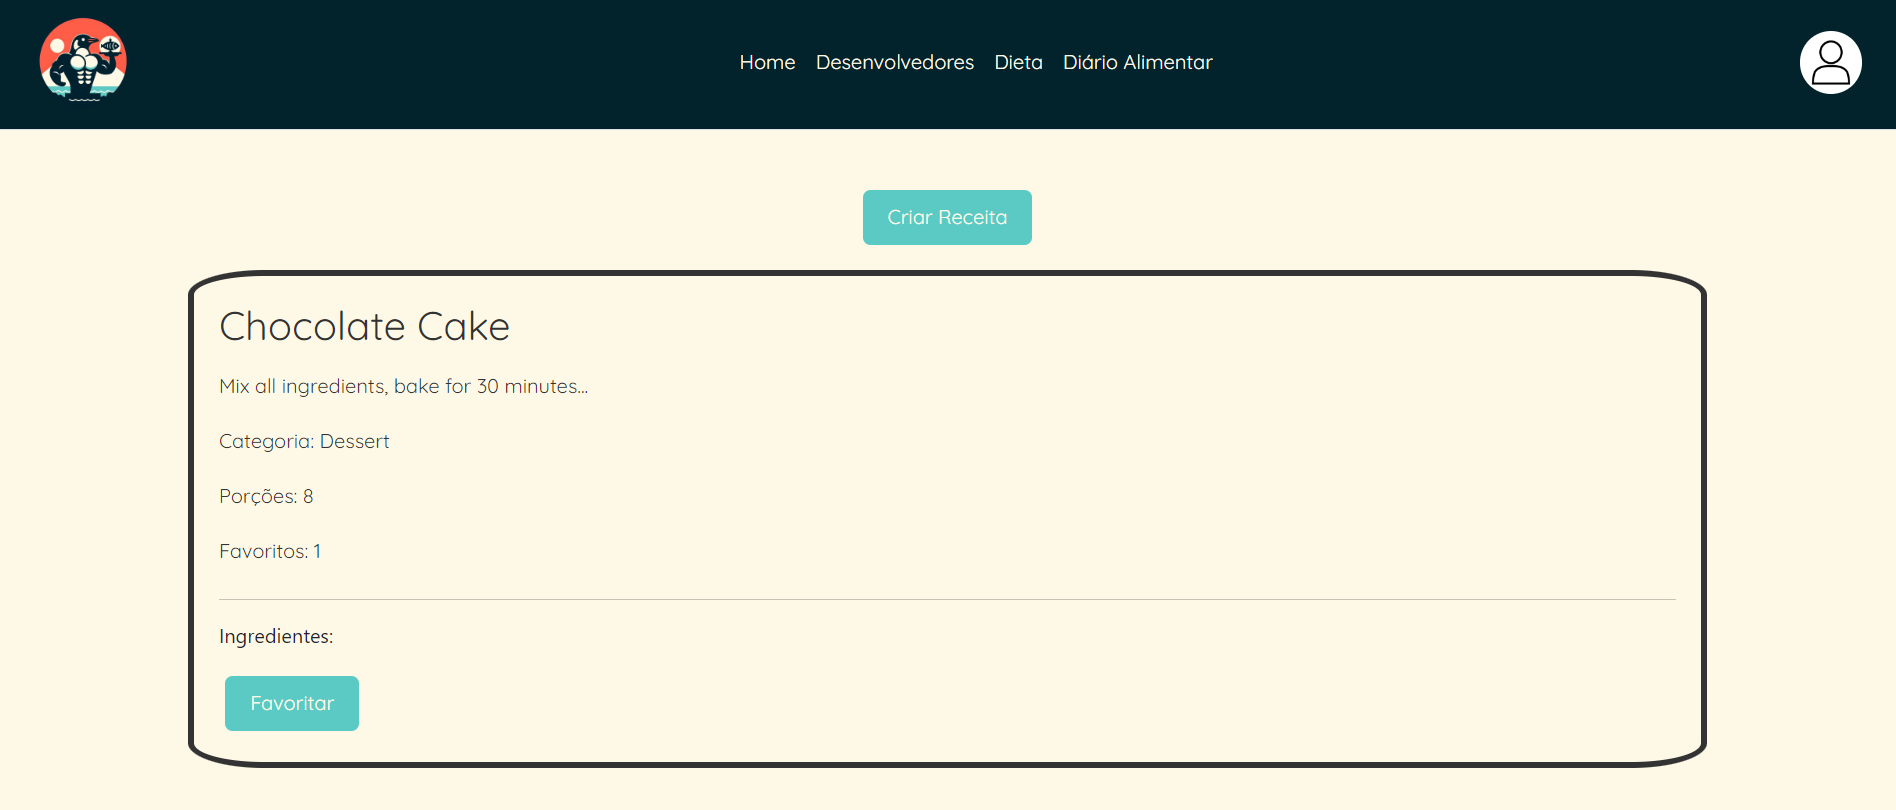 Home Desenvolvedores Dieta Diário Alimentar
Criar Receita
Chocolate Cake
Mix all ingredients, bake for 30 minutes...
Categoria: Dessert
Porções: 8
Favoritos: 1
Ingredientes:
Favoritar